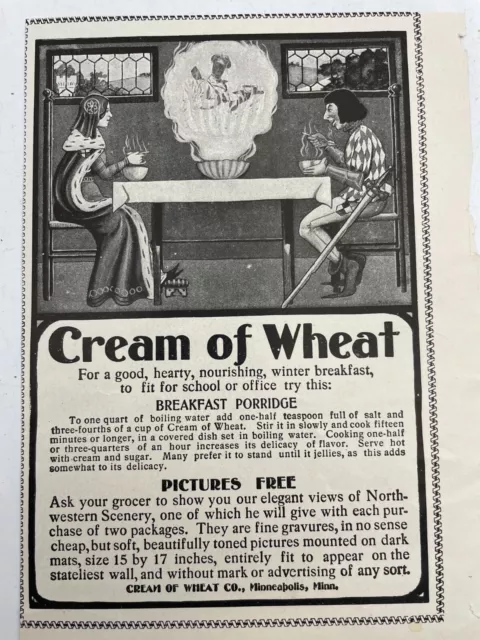 Cream of Wheat
For a good, hearty, nourishing, winter breakfast,
to fit for school or office try this:
BREAKFAST PORRIDGE
To one quart of boiling water add one-half teaspoon full of salt and
three-fourths of a cup of Cream of Wheat. Stir it in slowly and cook fifteen
minutes or longer, in a covered dish set in boiling water. Cooking one-half
or three-quarters of an hour increases its delicacy of flavor. Serve hot
with cream and sugar. Many prefer it to stand until it jellies, as this adds
somewhat to its delicacy.
PICTURES FREE
Ask your grocer to show you our elegant views of North-
western Scenery, one of which he will give with each pur-
chase of two packages. They are fine gravures, in no sense
cheap, but soft, beautifully toned pictures mounted on dark
mats, size 15 by 17 inches, entirely fit to appear on the
stateliest wall, and without mark or advertising of any sort.
CREAM OF WHEAT CO., Minneapolis, Minn.